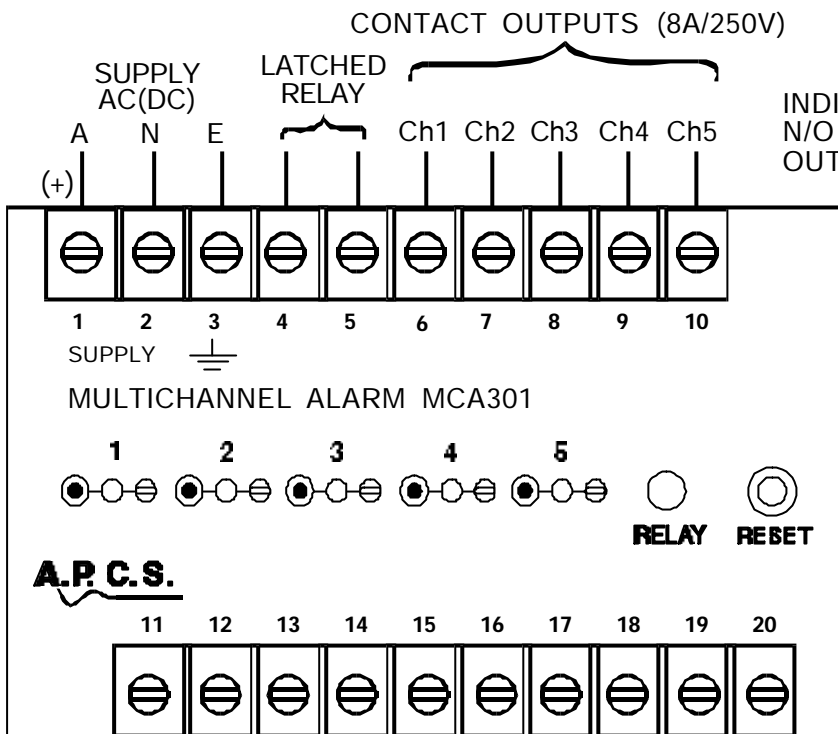 CONTACT OUTPUTS (8A/250V)
SUPPLY
AC(DC)
LATCHED
RELAY
INDI
N/O
OUT
A N E Ch1 Ch2 Ch3 Ch4 Ch5
(+)
1 2 3 4 5 6 7 8 9 10
SUPPLY
MULTICHANNEL ALARM MCA301
1 2 3 4 5
RELAY RESET
A.P.C.S.
11 12 13 14 15 16 17 18 19 20